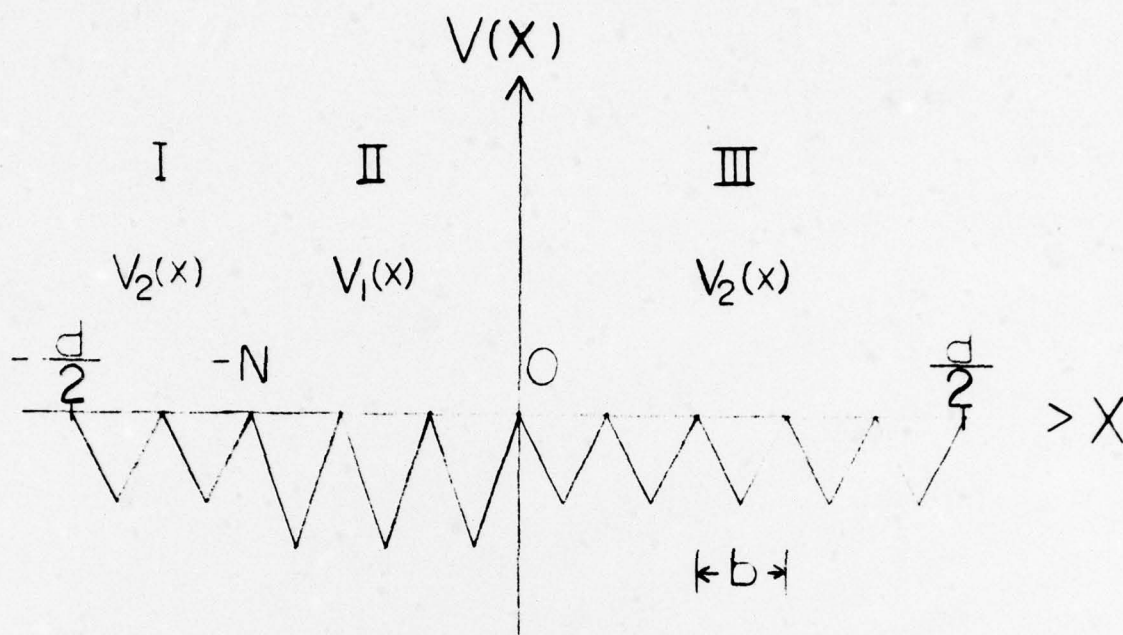 V(X)
I II III
V₂(x) V₁(x) V₂(x)
- d/2 -N O d/2
> X
b